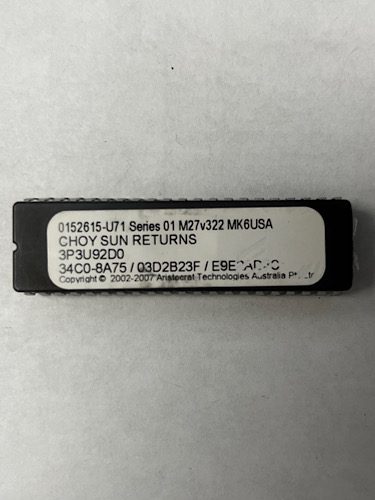 0152615-U71 Series 01 M27v322 MK6USA
CHOY SUN RETURNS
3P3U92D0
34C0-8A75 / 03D2B23F /
Copyright © 2002-2007 Aristocrat Technologies Australia